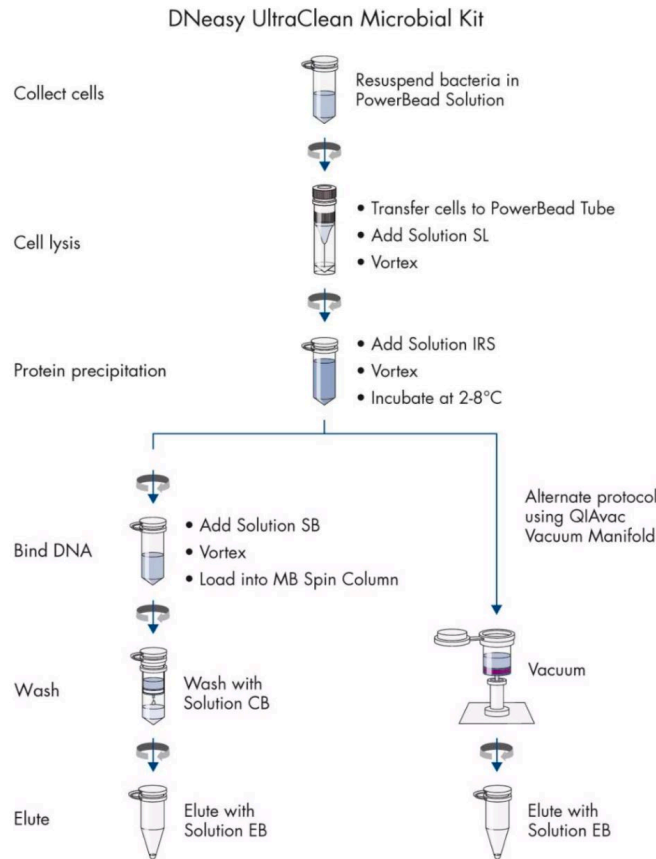 DNeasy UltraClean Microbial Kit
Collect cells
Resuspend bacteria in
PowerBead Solution
Cell lysis
• Transfer cells to PowerBead Tube
• Add Solution SL
• Vortex
Protein precipitation
• Add Solution IRS
• Vortex
• Incubate at 2-8°C
Bind DNA
• Add Solution SB
• Vortex
• Load into MB Spin Column
Alternate protocol
using QIAvac
Vacuum Manifold
Wash
Wash with
Solution CB
Vacuum
Elute
Elute with
Solution EB
Elute with
Solution EB